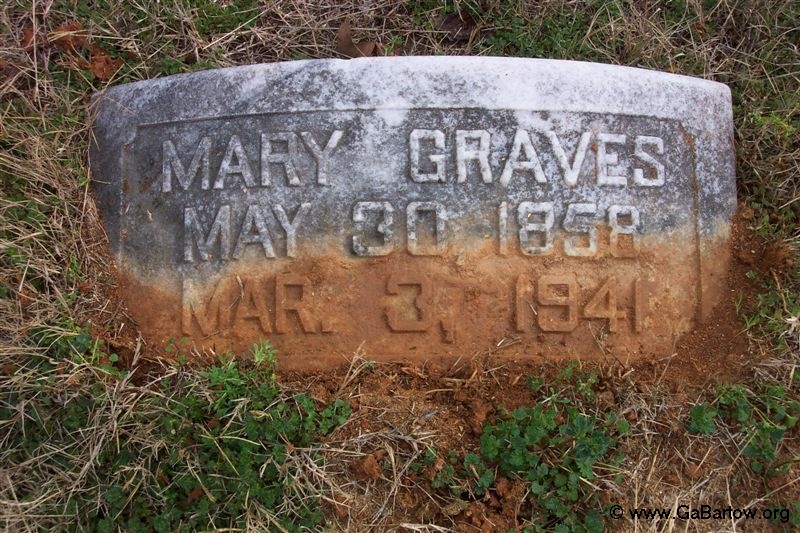 MARY GRAVES
MAY 30, 1858
MAR. 3, 1941
© www.GaBartow.org